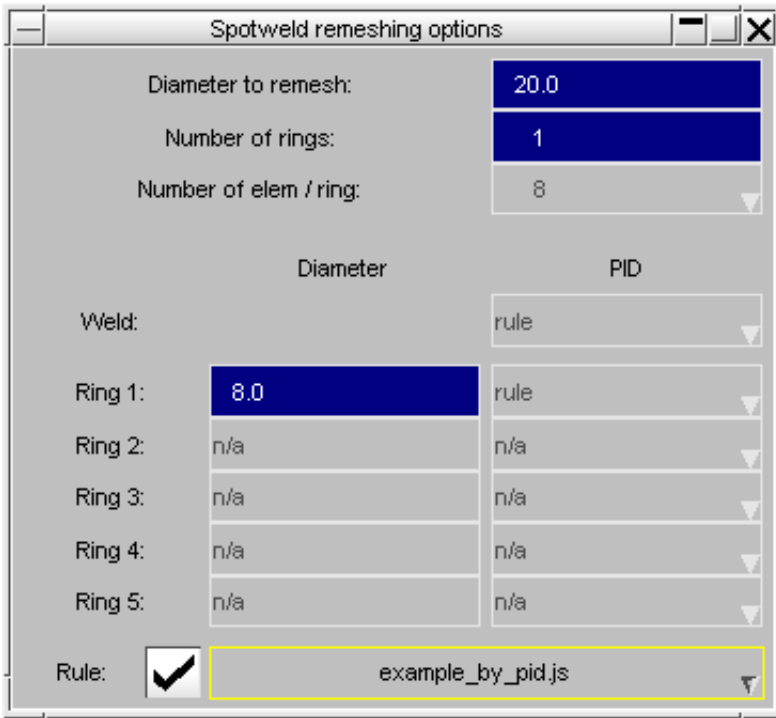 Spotweld remeshing options
Diameter to remesh: 20.0
Number of rings: 1
Number of elem / ring: 8
Diameter PID
Weld: rule
Ring 1: 8.0 rule
Ring 2: n/a n/a
Ring 3: n/a n/a
Ring 4: n/a n/a
Ring 5: n/a n/a
Rule: example_by_pid.js